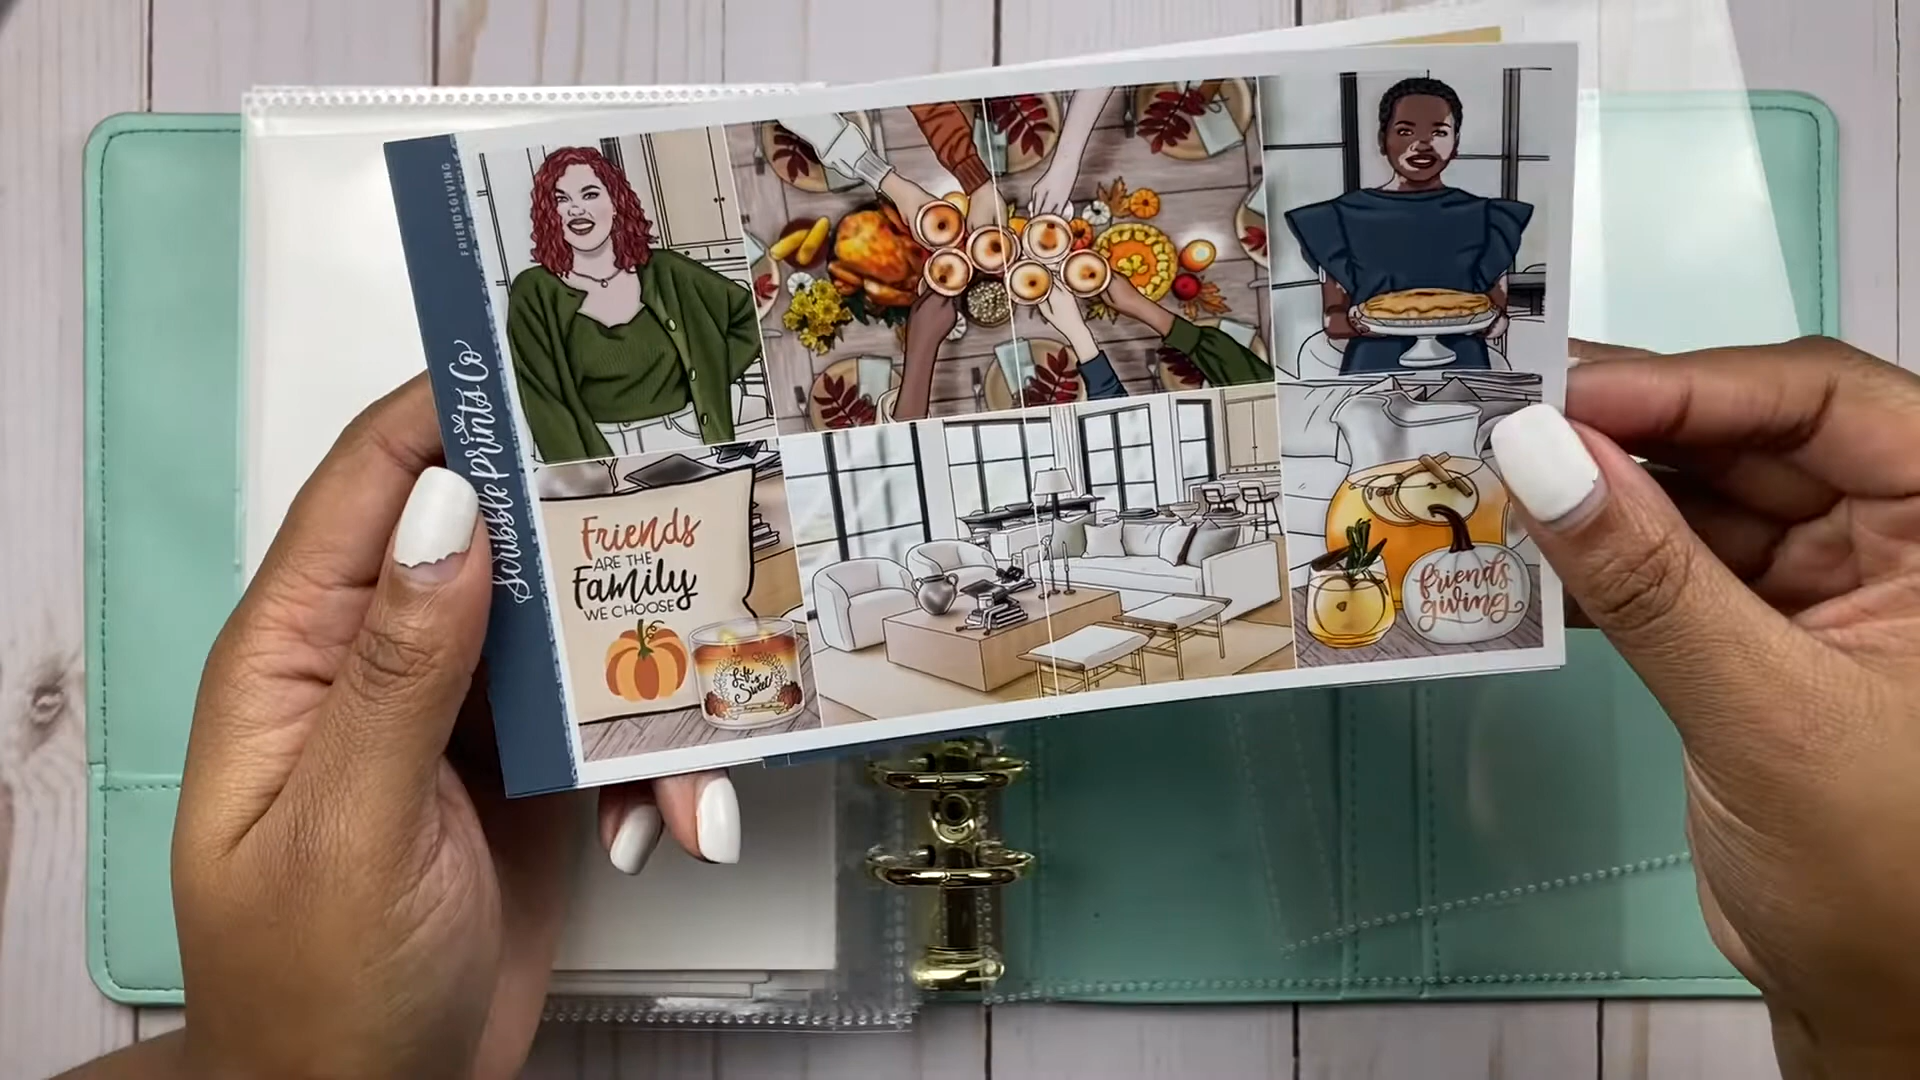 FRIENDSGIVING
Scribble Prints Co
Friends
ARE THE
Family
WE CHOOSE
Life is
Sweet
friends
giving